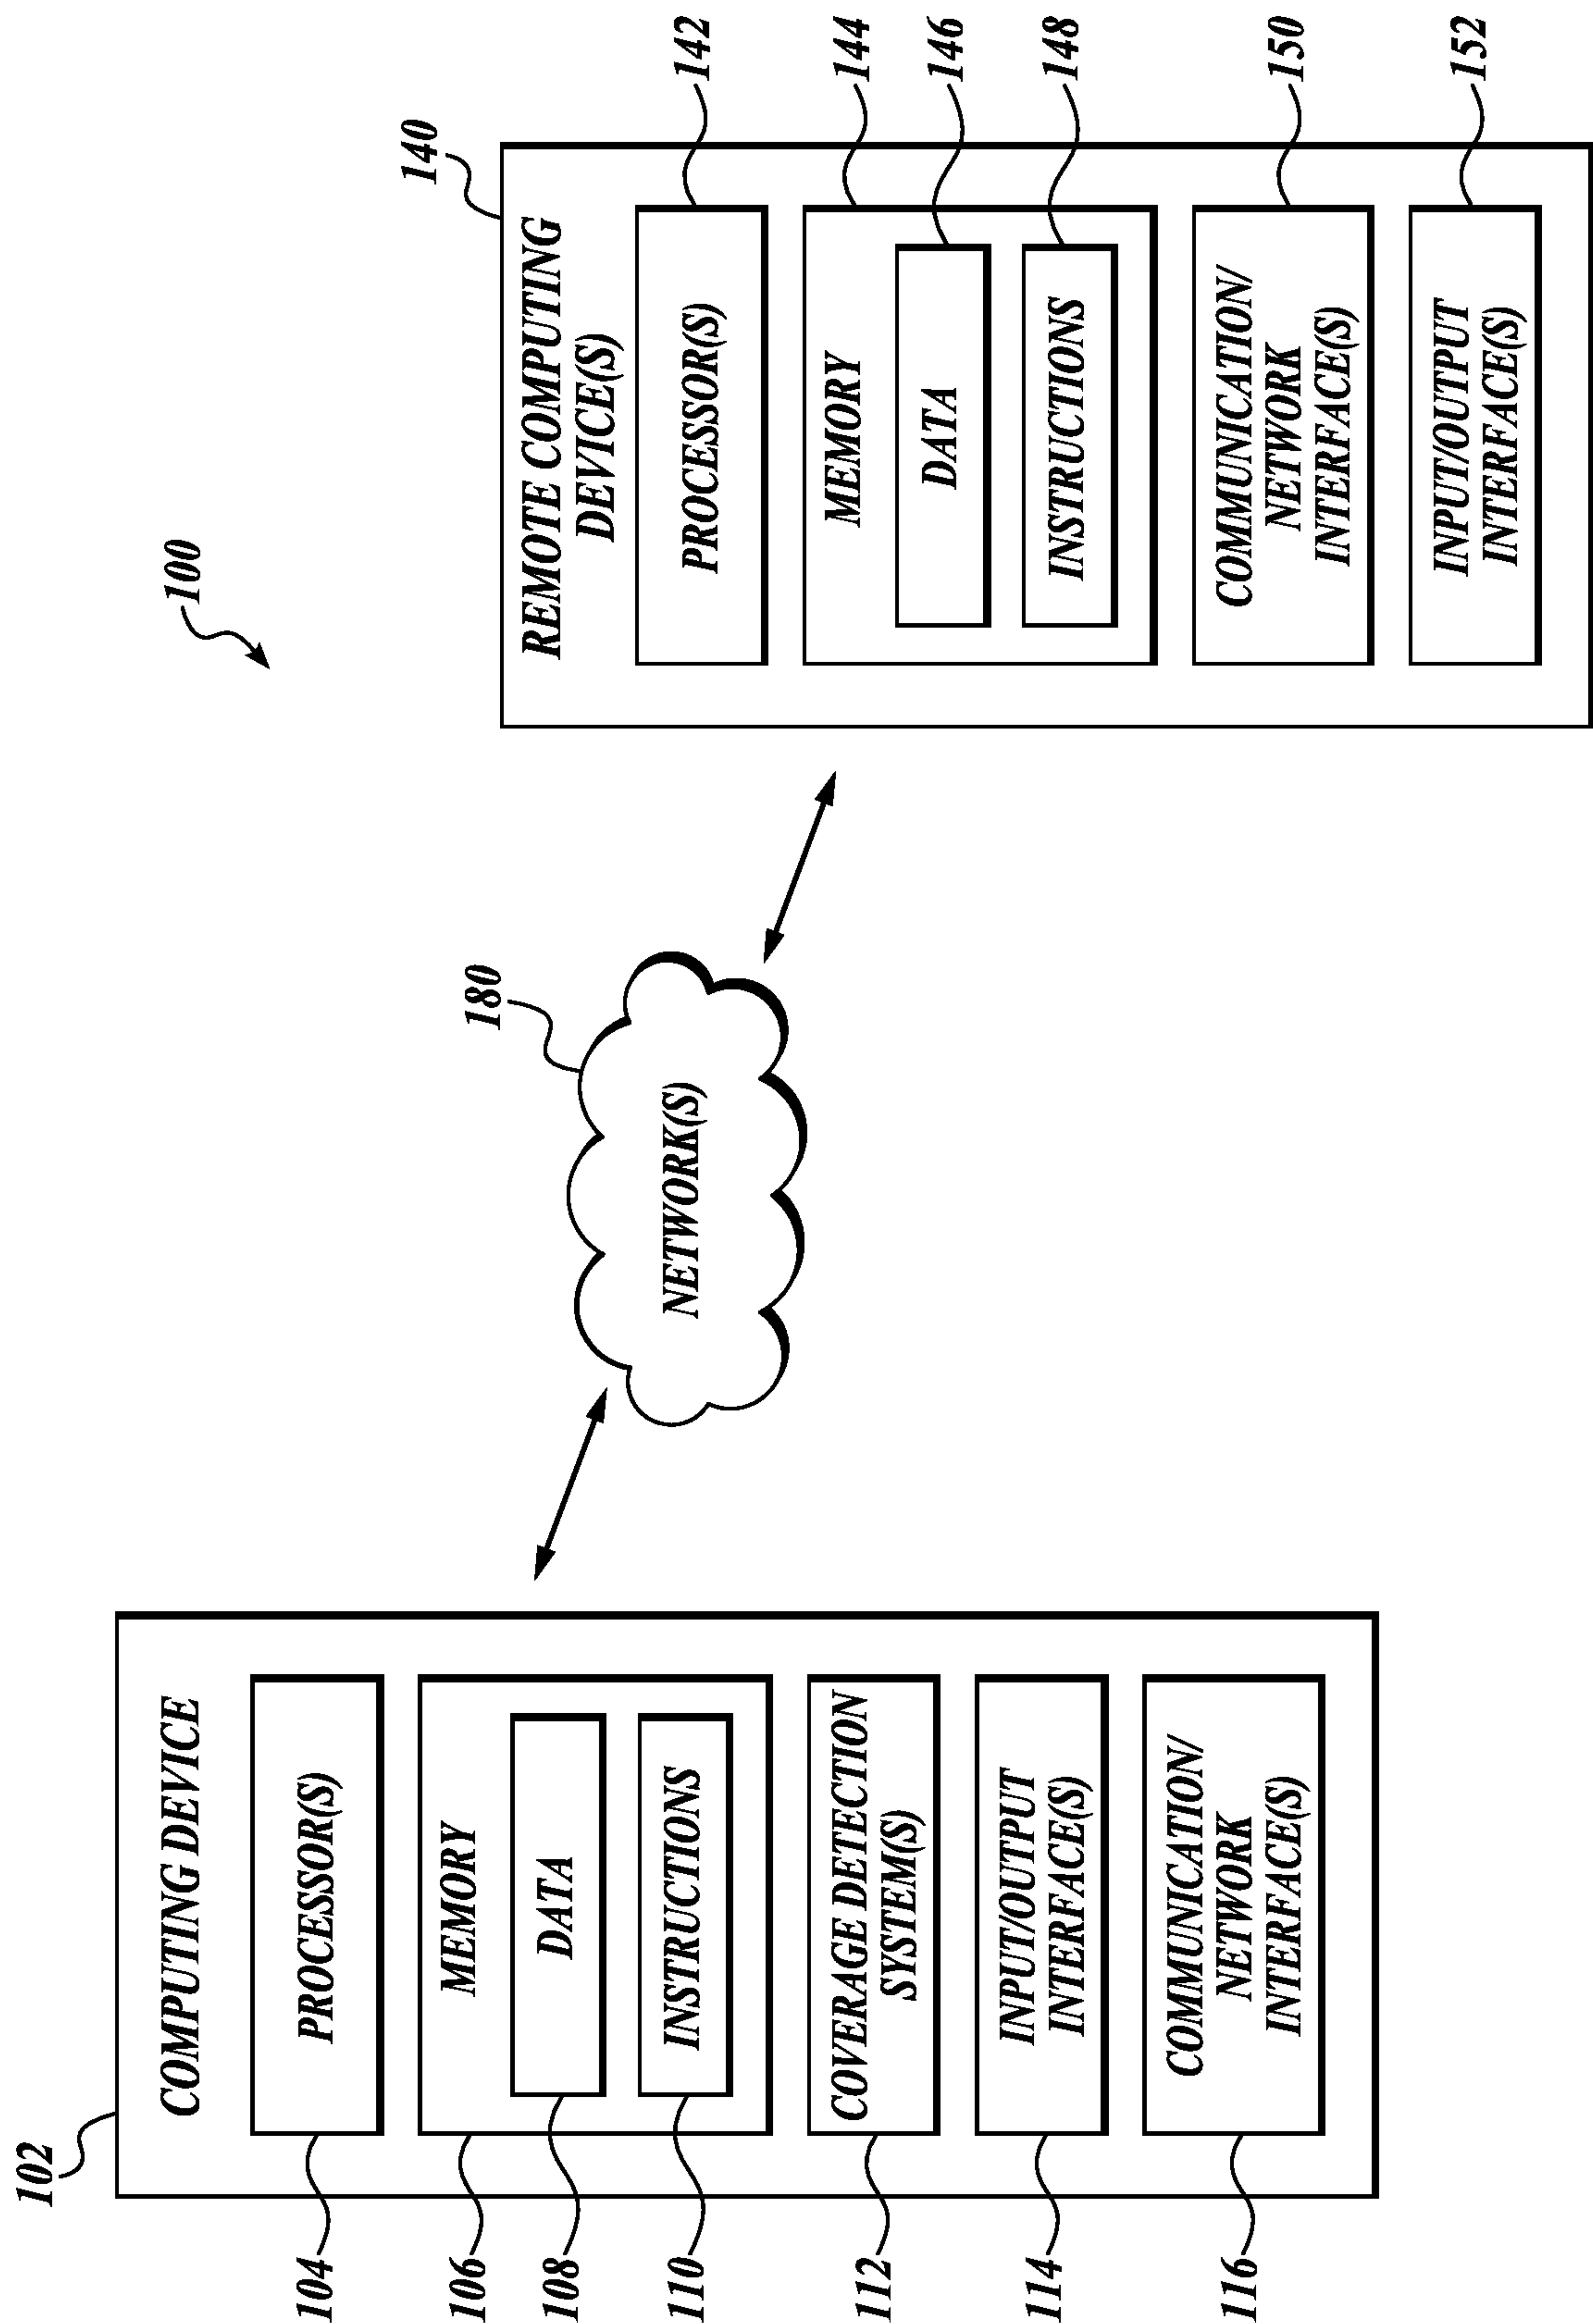 100
102
COMPUTING DEVICE
104
PROCESSOR(S)
106
MEMORY
108
DATA
110
INSTRUCTIONS
112
COVERAGE DETECTION
SYSTEM(S)
114
INPUT/OUTPUT
INTERFACE(S)
116
COMMUNICATION/
NETWORK
INTERFACE(S)
180
NETWORK(S)
140
REMOTE COMPUTING
DEVICE(S)
142
PROCESSOR(S)
144
MEMORY
146
DATA
148
INSTRUCTIONS
150
COMMUNICATION/
NETWORK
INTERFACE(S)
152
INPUT/OUTPUT
INTERFACE(S)